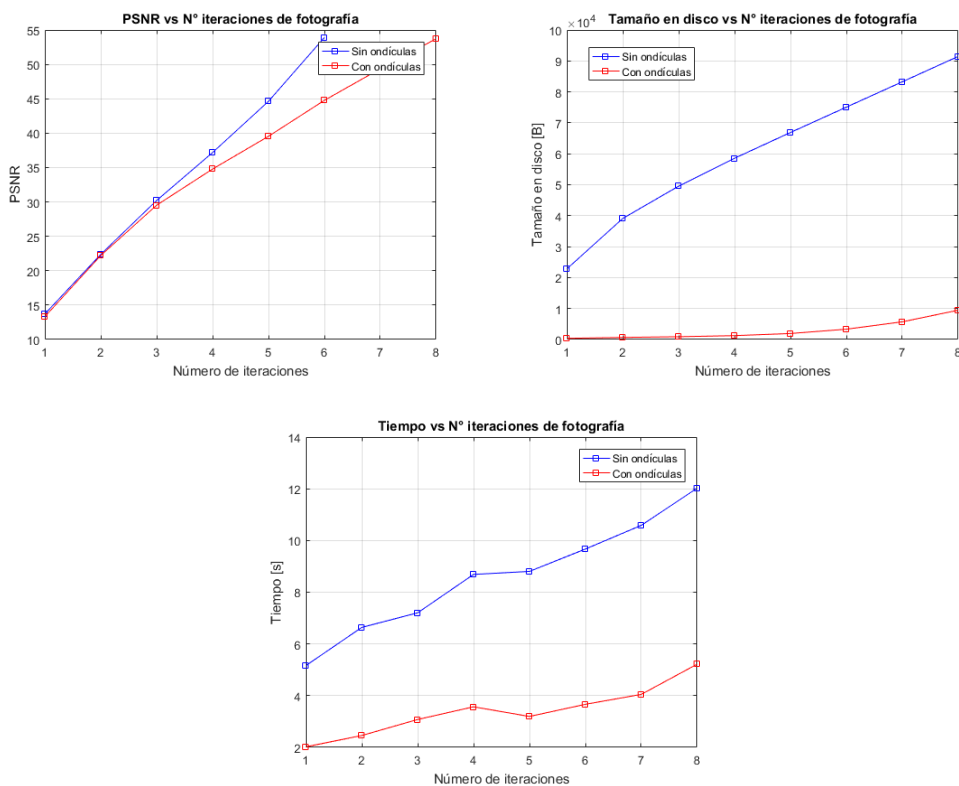 PSNR vs N° iteraciones de fotografía
55
50
45
40
35
30
25
20
15
10
PSNR
Sin ondículas
Con ondículas
1 2 3 4 5 6 7 8
Número de iteraciones
Tamaño en disco vs N° iteraciones de fotografía
×10⁴
10
9
8
7
6
5
4
3
2
1
0
Tamaño en disco [B]
Sin ondículas
Con ondículas
1 2 3 4 5 6 7 8
Número de iteraciones
Tiempo vs N° iteraciones de fotografía
14
12
10
8
6
4
2
Tiempo [s]
Sin ondículas
Con ondículas
1 2 3 4 5 6 7 8
Número de iteraciones